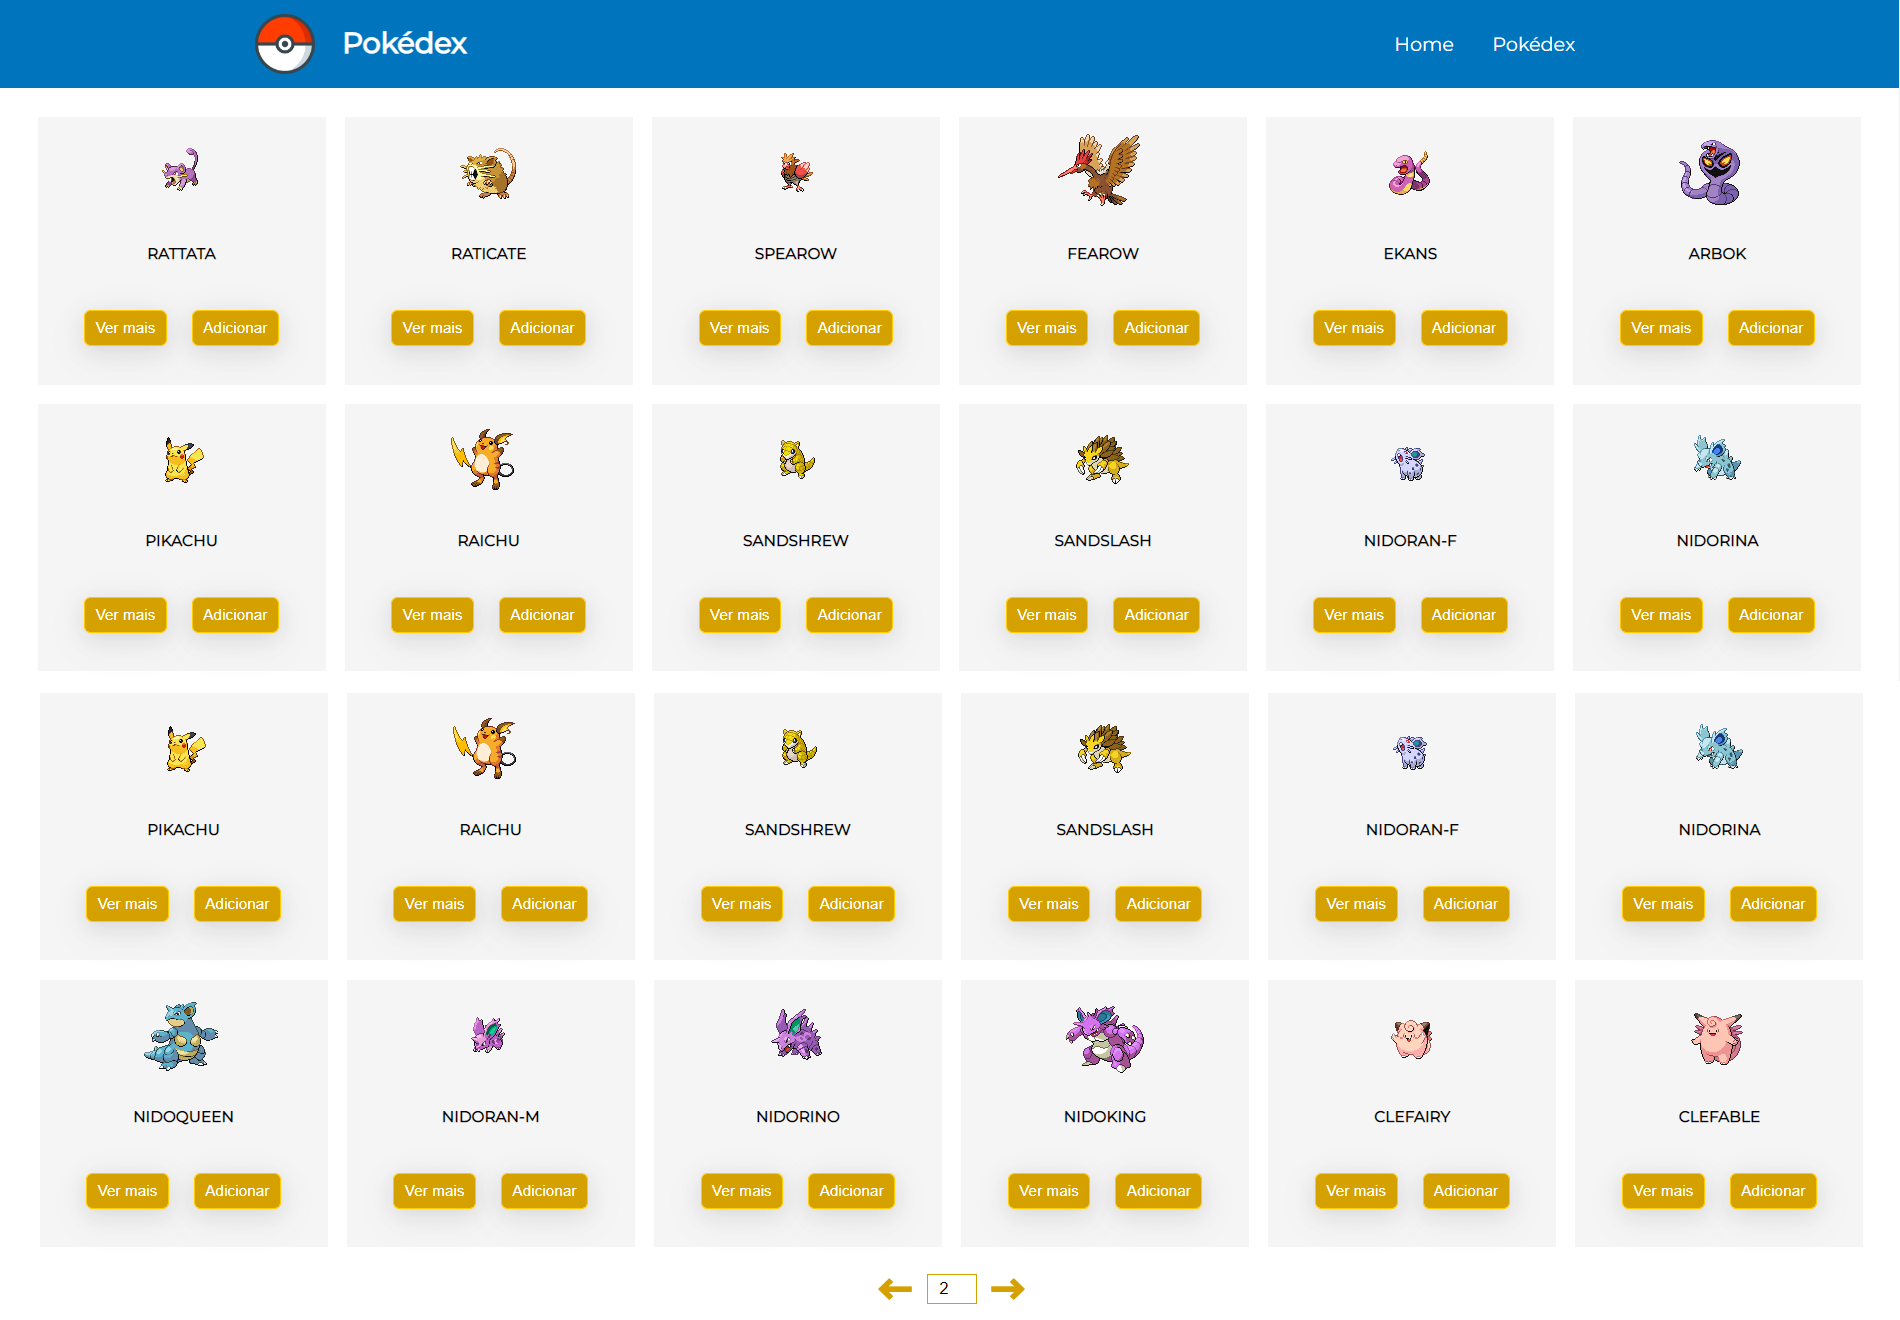 Pokédex
Home Pokédex
RATTATA RATICATE SPEAROW FEAROW EKANS ARBOK
Ver mais Adicionar Ver mais Adicionar Ver mais Adicionar Ver mais Adicionar Ver mais Adicionar Ver mais Adicionar
PIKACHU RAICHU SANDSHREW SANDSLASH NIDORAN-F NIDORINA
Ver mais Adicionar Ver mais Adicionar Ver mais Adicionar Ver mais Adicionar Ver mais Adicionar Ver mais Adicionar
PIKACHU RAICHU SANDSHREW SANDSLASH NIDORAN-F NIDORINA
Ver mais Adicionar Ver mais Adicionar Ver mais Adicionar Ver mais Adicionar Ver mais Adicionar Ver mais Adicionar
NIDOQUEEN NIDORAN-M NIDORINO NIDOKING CLEFAIRY CLEFABLE
Ver mais Adicionar Ver mais Adicionar Ver mais Adicionar Ver mais Adicionar Ver mais Adicionar Ver mais Adicionar
2